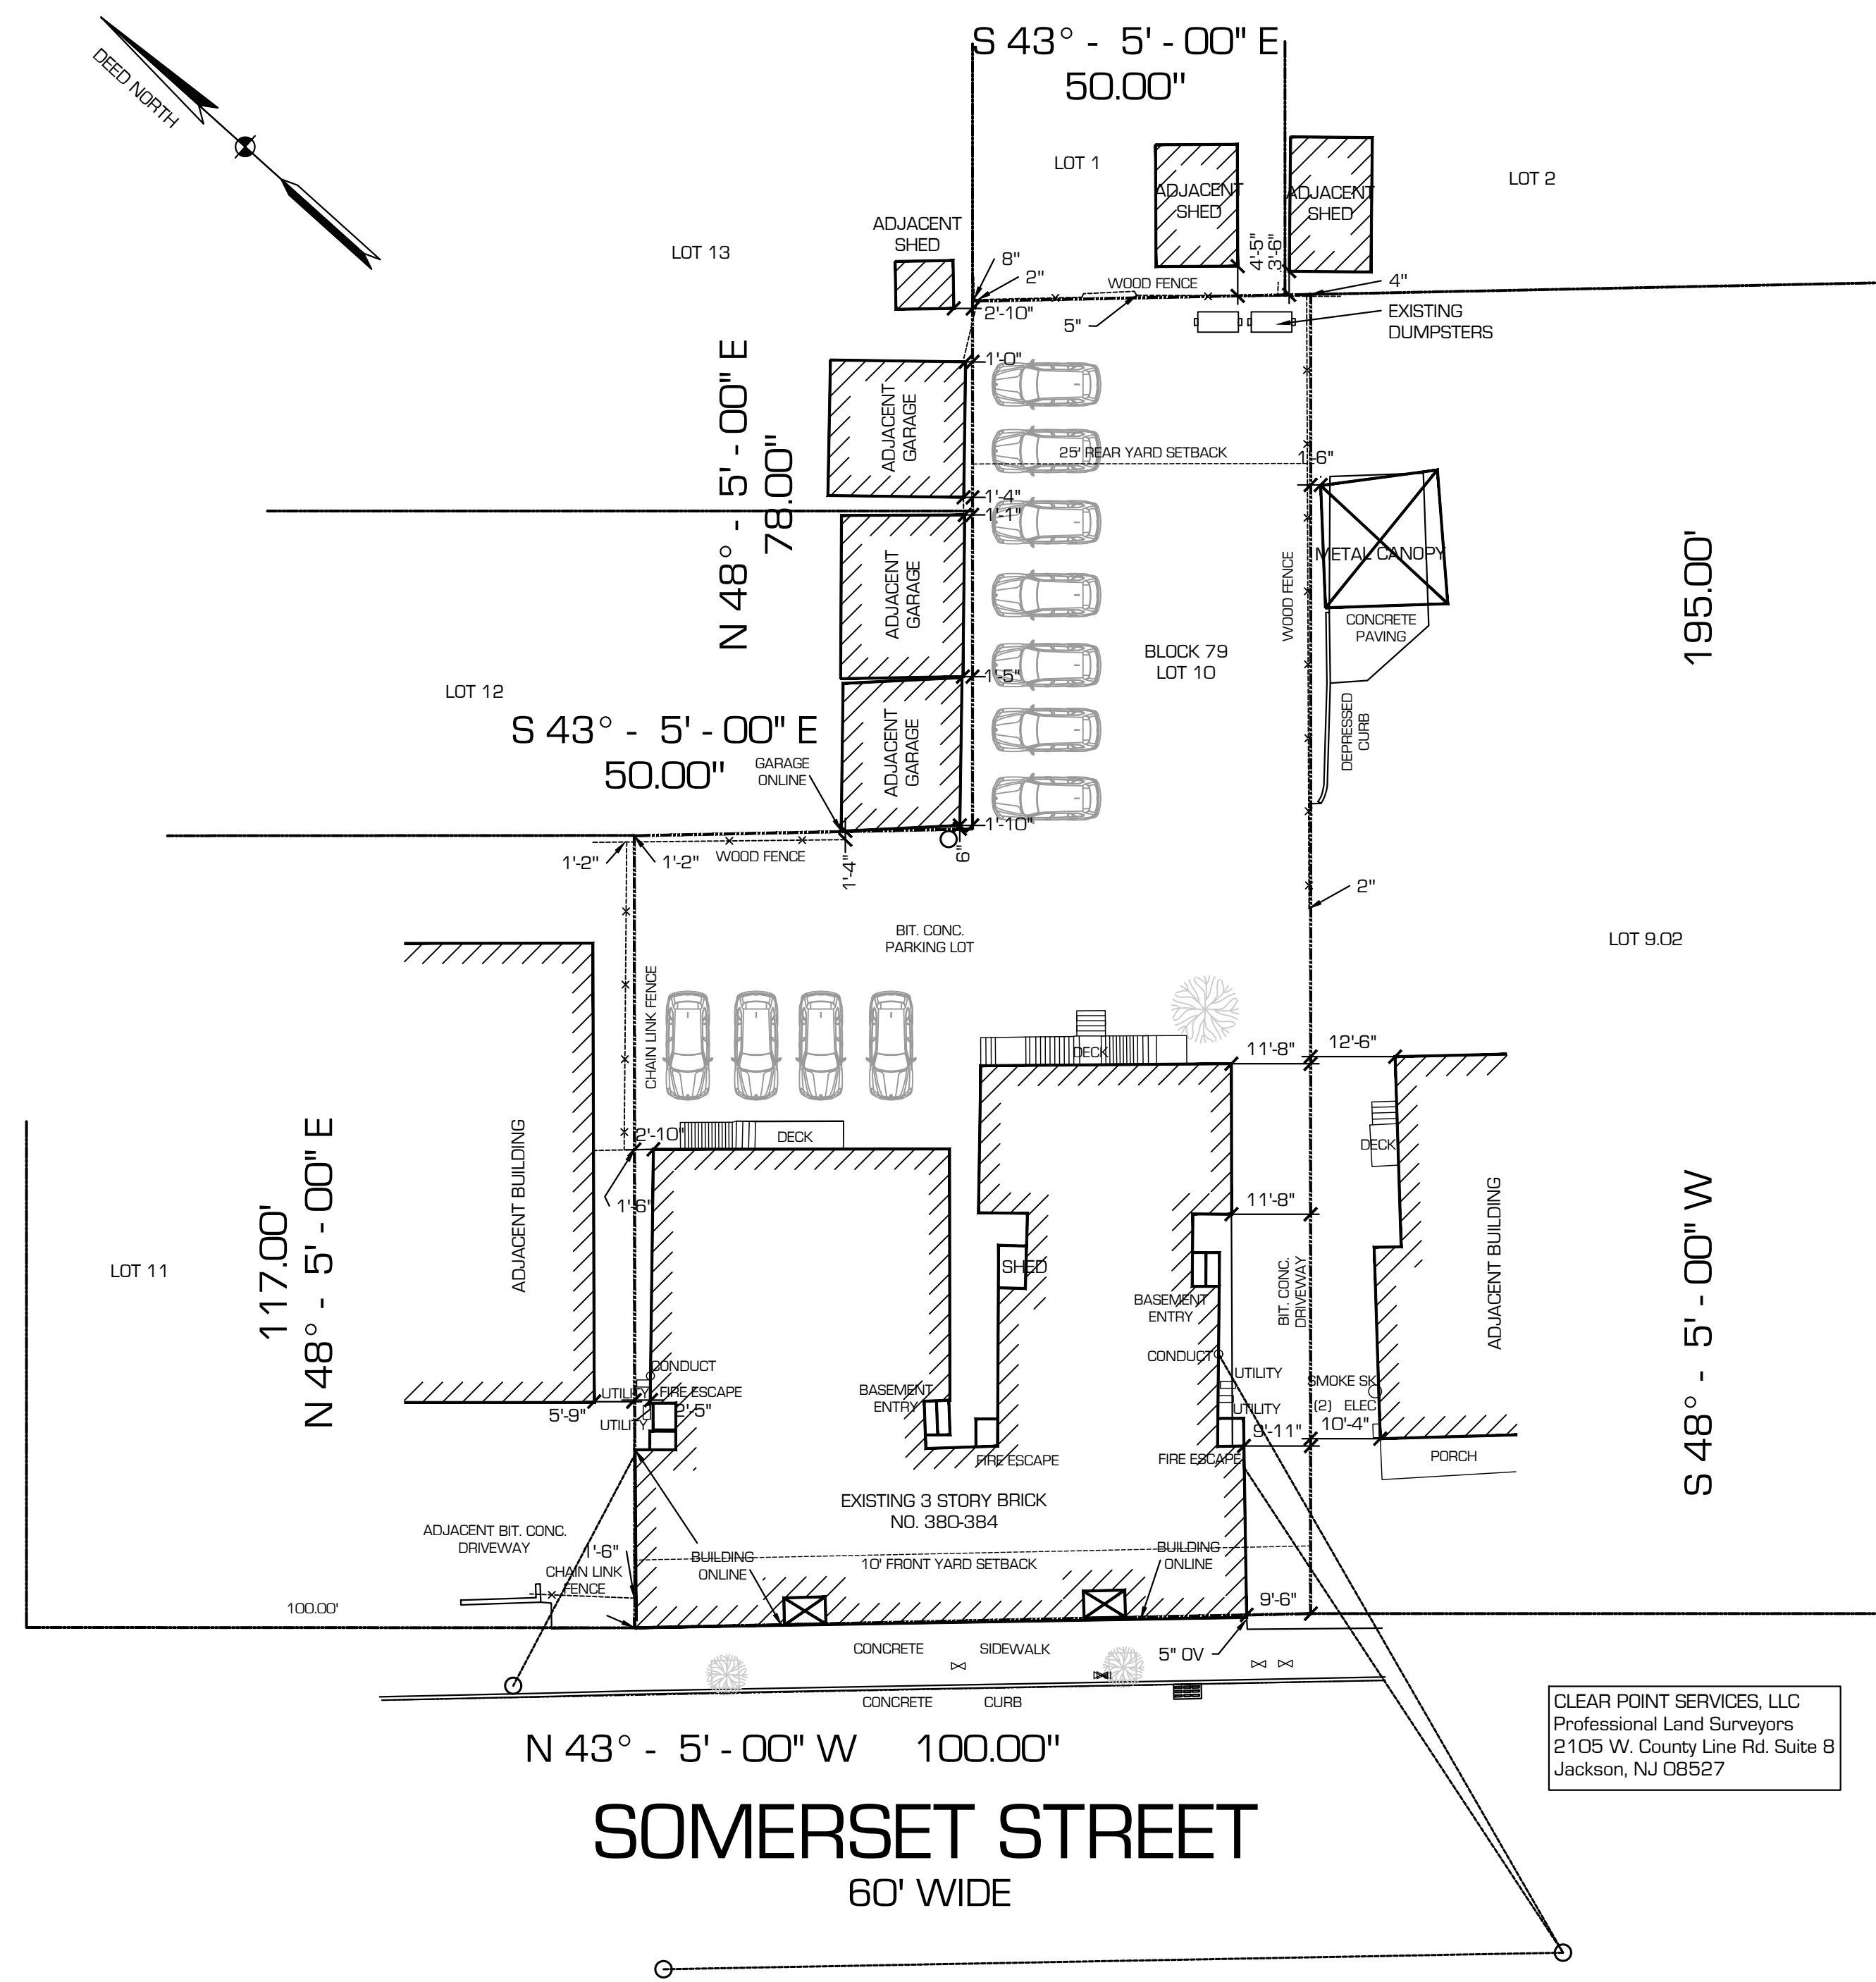 S 43° - 5' - 00" E
50.00"
DEED NORTH
LOT 1
LOT 2
ADJACENT
SHED
ADJACENT
SHED
ADJACENT
SHED
LOT 13
4'-5"
3'-6"
8"
2"
WOOD FENCE
4"
2'-10"
5"
EXISTING
DUMPSTERS
1'-0"
ADJACENT
GARAGE
N 48° - 5' - 00" E
78.00"
25' REAR YARD SETBACK
1'-6"
1'-4"
1'-1"
METAL CANOPY
195.00'
WOOD FENCE
ADJACENT
GARAGE
CONCRETE
PAVING
BLOCK 79
LOT 10
1'-5"
LOT 12
S 43° - 5' - 00" E
50.00"
GARAGE
ONLINE
ADJACENT
GARAGE
DEPRESSED
CURB
1'-10"
1'-2"
1'-2"
WOOD FENCE
1'-4"
6"
2"
BIT. CONC.
PARKING LOT
LOT 9.02
CHAIN LINK FENCE
DECK
11'-8"
12'-6"
2'-10"
DECK
DECK
ADJACENT BUILDING
1'-6"
11'-8"
117.00'
N 48° - 5' - 00" E
LOT 11
SHED
BASEMENT
ENTRY
BIT. CONC.
DRIVEWAY
ADJACENT BUILDING
S 48° - 5' - 00" W
CONDUCT
CONDUCT
UTILITY
FIRE ESCAPE
BASEMENT
ENTRY
UTILITY
SMOKE SK
5'-9"
2'-5"
UTILITY
UTILITY
(2) ELEC
9'-11"
10'-4"
FIRE ESCAPE
FIRE ESCAPE
PORCH
EXISTING 3 STORY BRICK
NO. 380-384
ADJACENT BIT. CONC.
DRIVEWAY
1'-6"
CHAIN LINK
FENCE
BUILDING
ONLINE
10' FRONT YARD SETBACK
BUILDING
ONLINE
100.00'
9'-6"
CONCRETE SIDEWALK
5" OV
CONCRETE CURB
N 43° - 5' - 00" W 100.00"
CLEAR POINT SERVICES, LLC
Professional Land Surveyors
2105 W. County Line Rd. Suite 8
Jackson, NJ 08527
SOMERSET STREET
60' WIDE